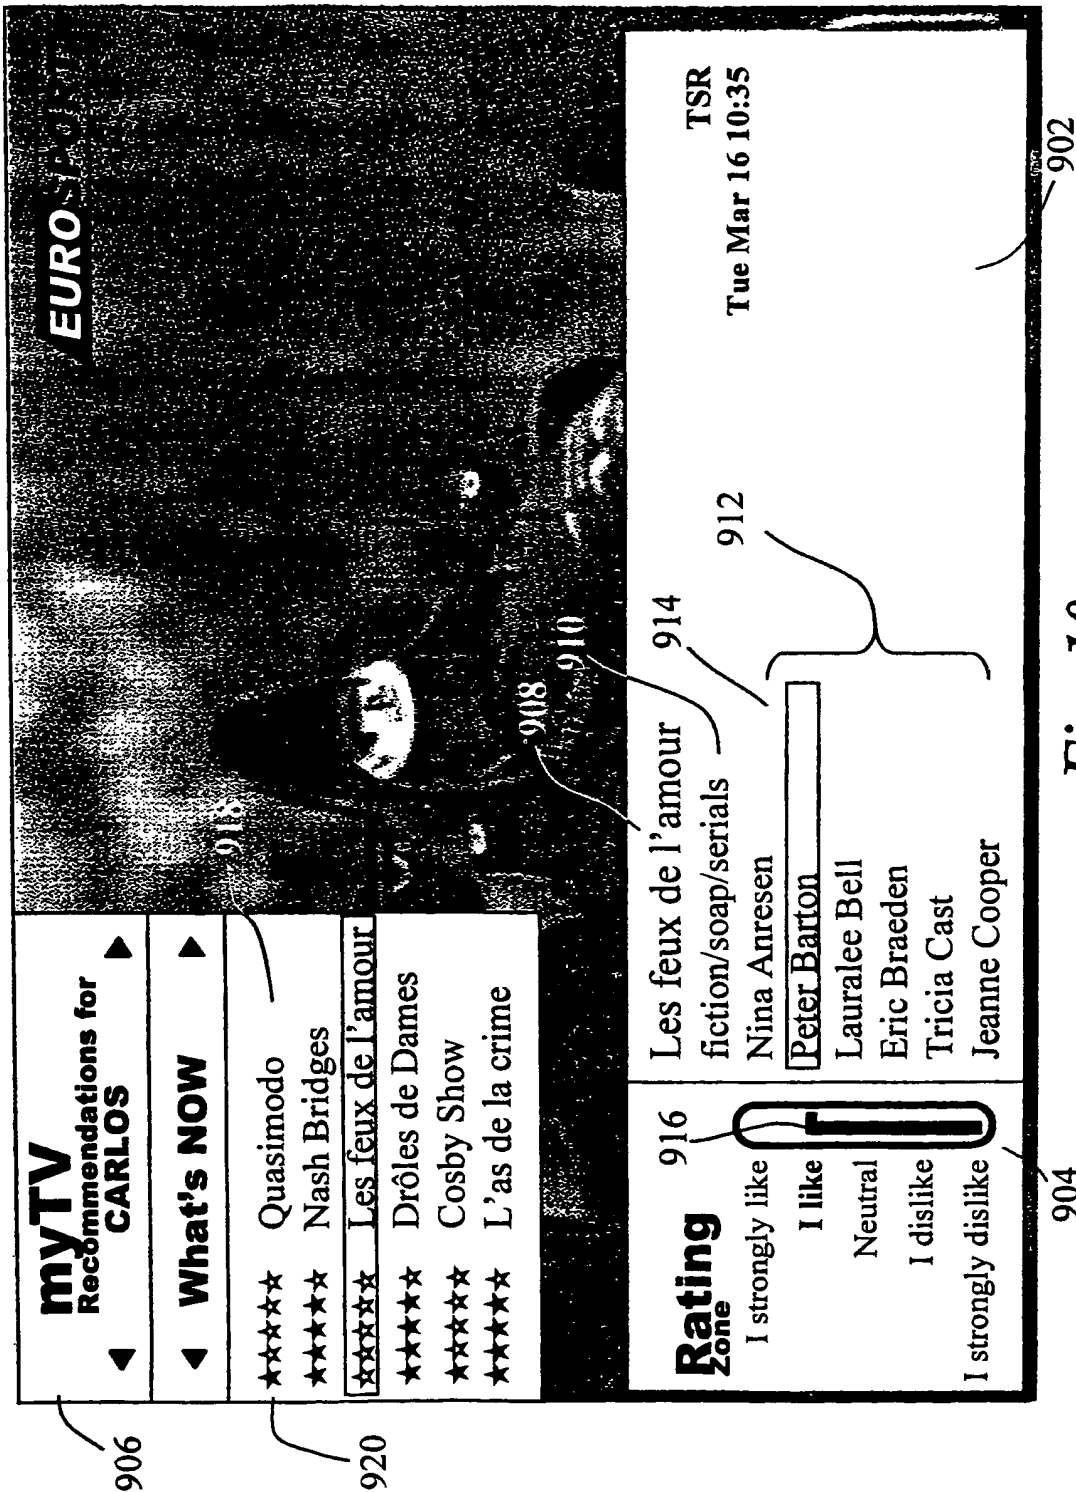 906
myTV
Recommendations for
◀ CARLOS ▶
◀ What's NOW ▶
EUROSPORT
918
920
★★★★★ Quasimodo
★★★★★ Nash Bridges
☆☆☆☆☆ Les feux de l'amour
★★★★★ Drôles de Dames
★★★★★ Cosby Show
★★★★★ L'as de la crime
908
910
Rating
Zone
916
I strongly like
I like
Neutral
I dislike
I strongly dislike
904
Les feux de l'amour
fiction/soap/serials
914
Nina Anresen
Peter Barton
Lauralee Bell
Eric Braeden
Tricia Cast
Jeanne Cooper
912
TSR
Tue Mar 16 10:35
902